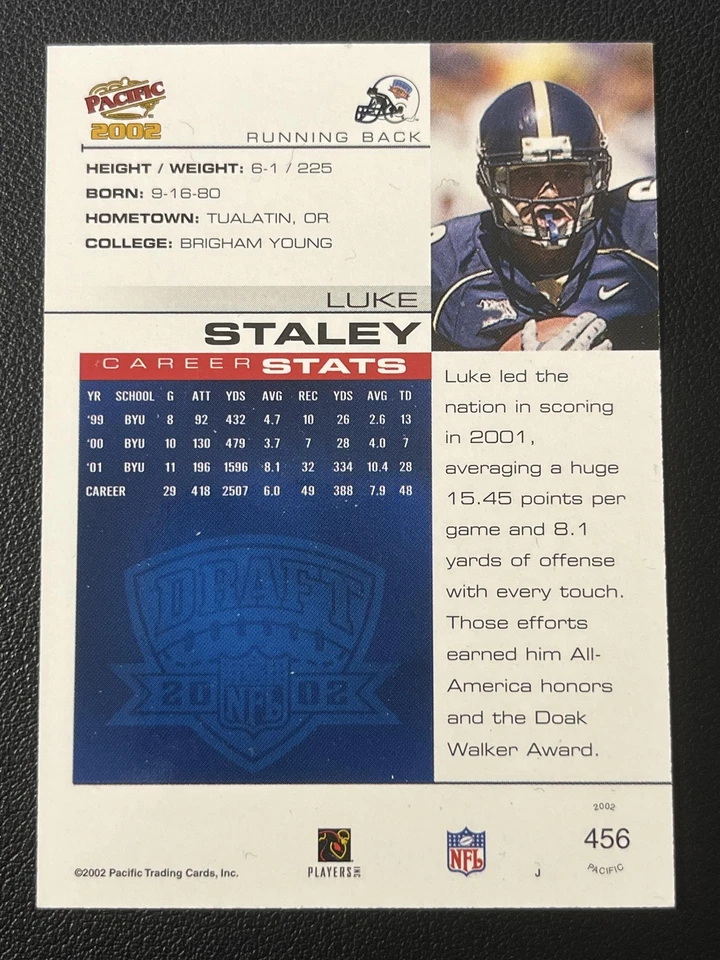 PACIFIC
2002
RUNNING BACK
HEIGHT / WEIGHT: 6-1 / 225
BORN: 9-16-80
HOMETOWN: TUALATIN, OR
COLLEGE: BRIGHAM YOUNG
LUKE
STALEY
CAREER STATS
YR SCHOOL G ATT YDS AVG REC YDS AVG TD
'99 BYU 8 92 432 4.7 10 26 2.6 13
'00 BYU 10 130 479 3.7 7 28 4.0 7
'01 BYU 11 196 1596 8.1 32 334 10.4 28
CAREER 29 418 2507 6.0 49 388 7.9 48
DRAFT
20 NFL 02
Luke led the
nation in scoring
in 2001,
averaging a huge
15.45 points per
game and 8.1
yards of offense
with every touch.
Those efforts
earned him All-
America honors
and the Doak
Walker Award.
©2002 Pacific Trading Cards, Inc.
PLAYERS INC
NFL
J
2002
456
PACIFIC